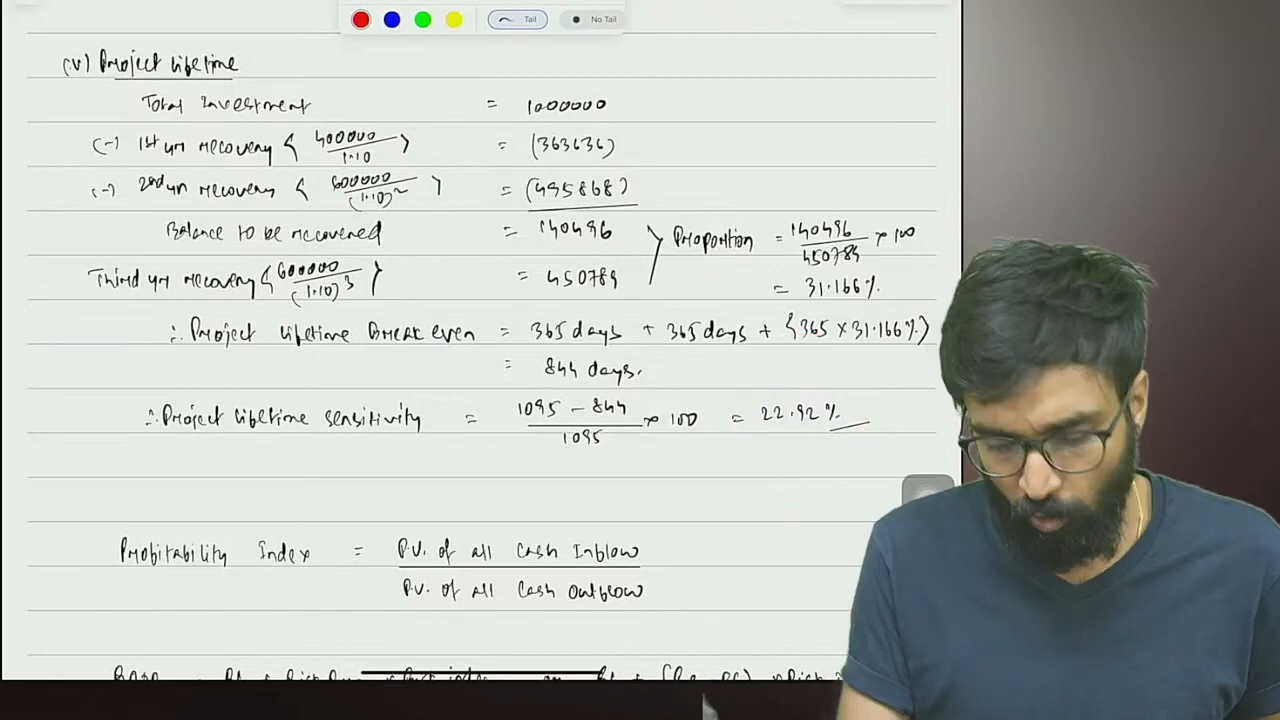 Tail No Tail
(V) Project Lifetime
Total Investment = 1000000
(-) 1st yr recovery { 400000 / 1.10 } = (363636)
(-) 2nd yr recovery { 600000 / (1.10)^2 } = (495868)
Balance to be recovered = 140496
Third yr recovery { 600000 / (1.10)^3 } = 450789
Proportion = 140496 / 450789 × 100
= 31.166%
∴ Project lifetime Break even = 365 days + 365 days + {365 × 31.166%}
= 844 days.
∴ Project lifetime sensitivity = 1095 - 844 / 1095 × 100 = 22.92%
Profitability Index = P.V. of all Cash Inflow / P.V. of all Cash Outflow